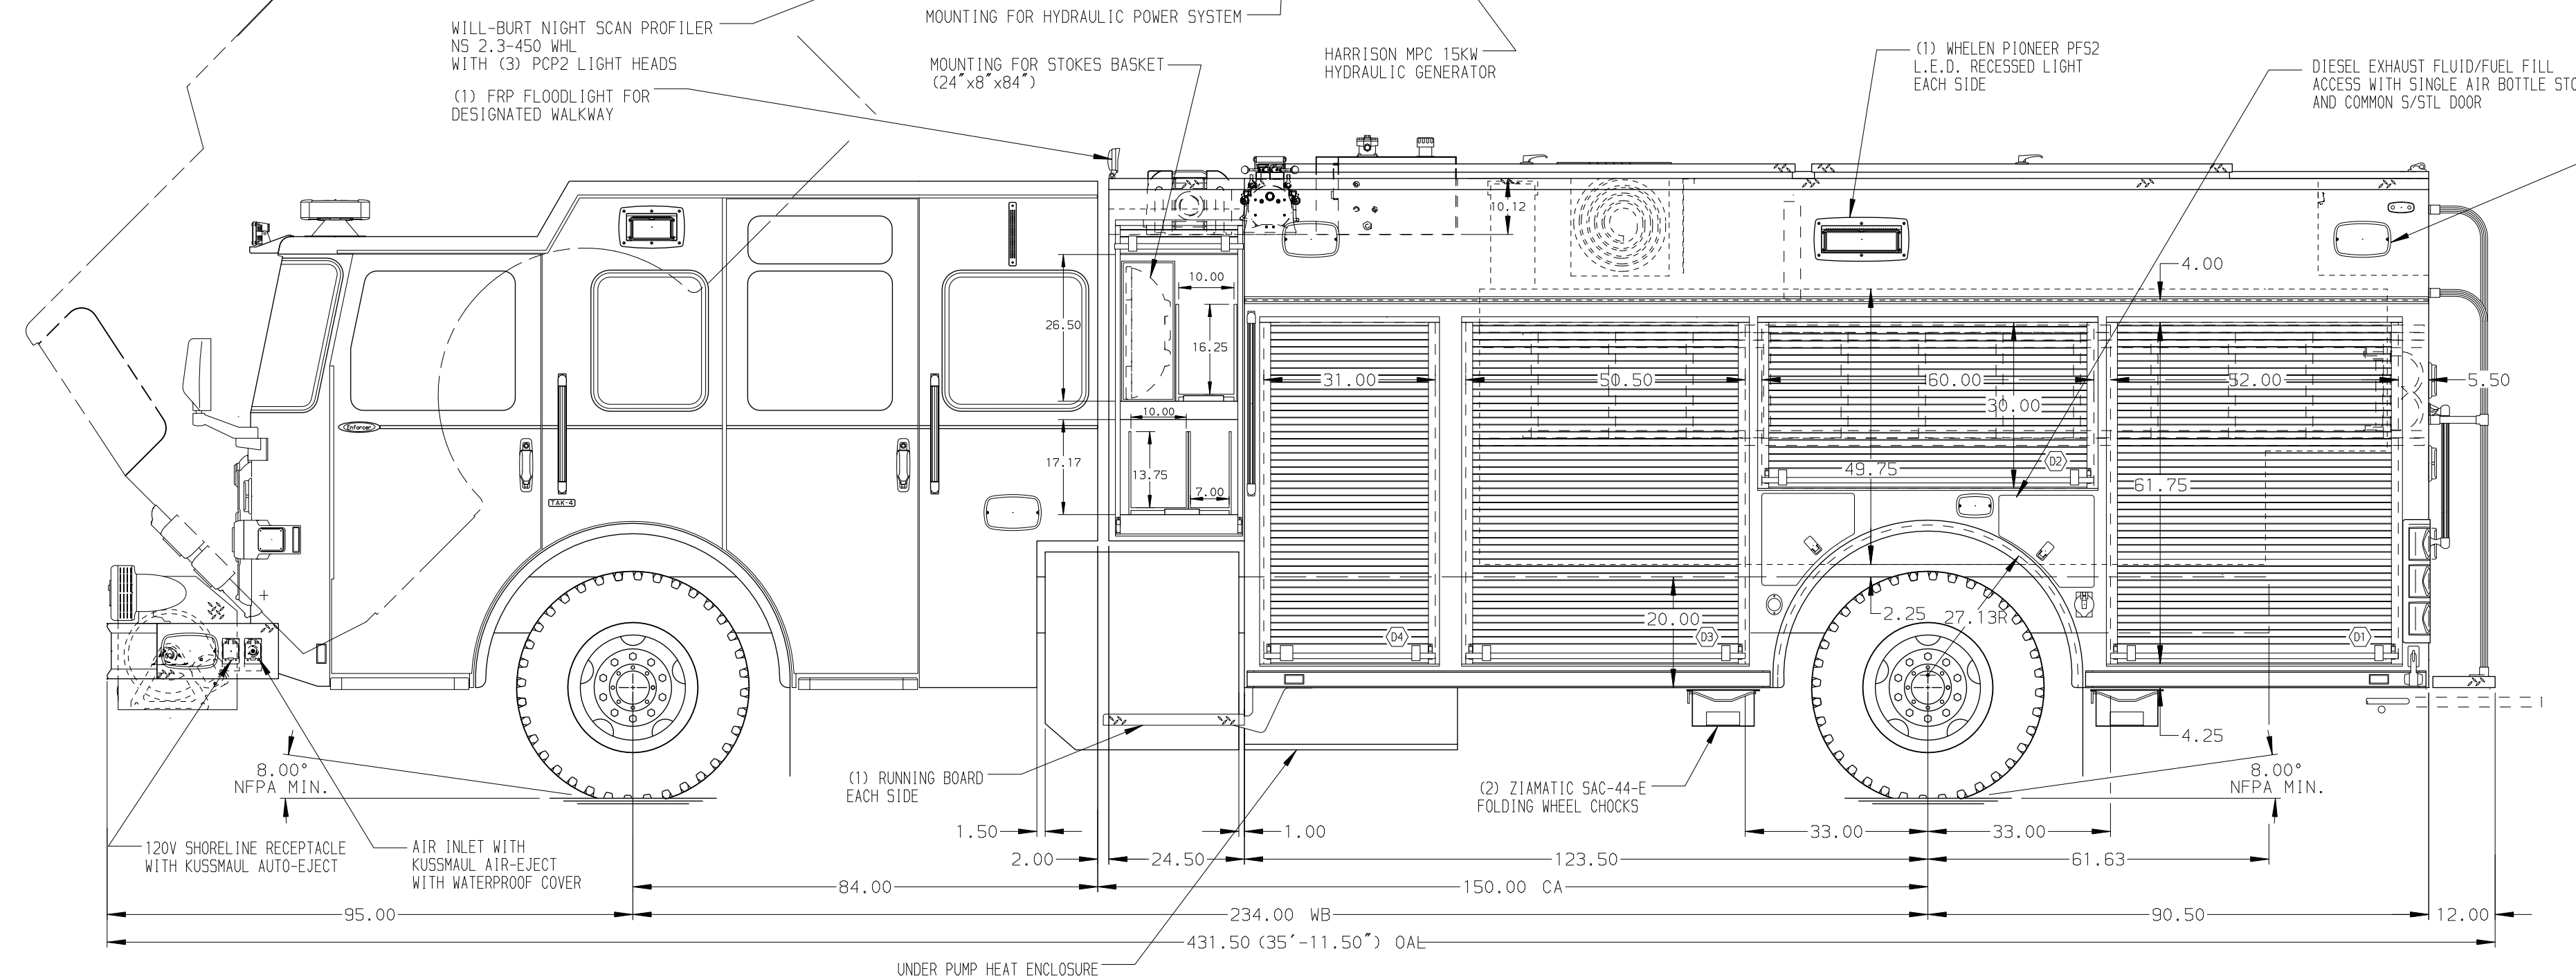 WILL-BURT NIGHT SCAN PROFILER
NS 2.3-450 WHL
WITH (3) PCP2 LIGHT HEADS
(1) FRP FLOODLIGHT FOR
DESIGNATED WALKWAY
MOUNTING FOR HYDRAULIC POWER SYSTEM
MOUNTING FOR STOKES BASKET
(24"x8"x84")
HARRISON MPC 15KW
HYDRAULIC GENERATOR
(1) WHELEN PIONEER PFS2
L.E.D. RECESSED LIGHT
EACH SIDE
DIESEL EXHAUST FLUID/FUEL FILL
ACCESS WITH SINGLE AIR BOTTLE STO
AND COMMON S/STL DOOR
10.12
4.00
10.00
26.50
16.25
31.00
50.50
60.00
52.00
5.50
30.00
10.00
Enforcer
17.17
13.75
7.00
49.75
D2
61.75
TAK-4
2.25
27.13R
20.00
D4
D3
D1
4.25
8.00°
NFPA MIN.
(1) RUNNING BOARD
EACH SIDE
(2) ZIAMATIC SAC-44-E
FOLDING WHEEL CHOCKS
8.00°
NFPA MIN.
1.50
1.00
33.00
33.00
120V SHORELINE RECEPTACLE
WITH KUSSMAUL AUTO-EJECT
AIR INLET WITH
KUSSMAUL AIR-EJECT
WITH WATERPROOF COVER
2.00
24.50
123.50
61.63
84.00
150.00 CA
95.00
234.00 WB
90.50
12.00
431.50 (35'-11.50") OAL
UNDER PUMP HEAT ENCLOSURE